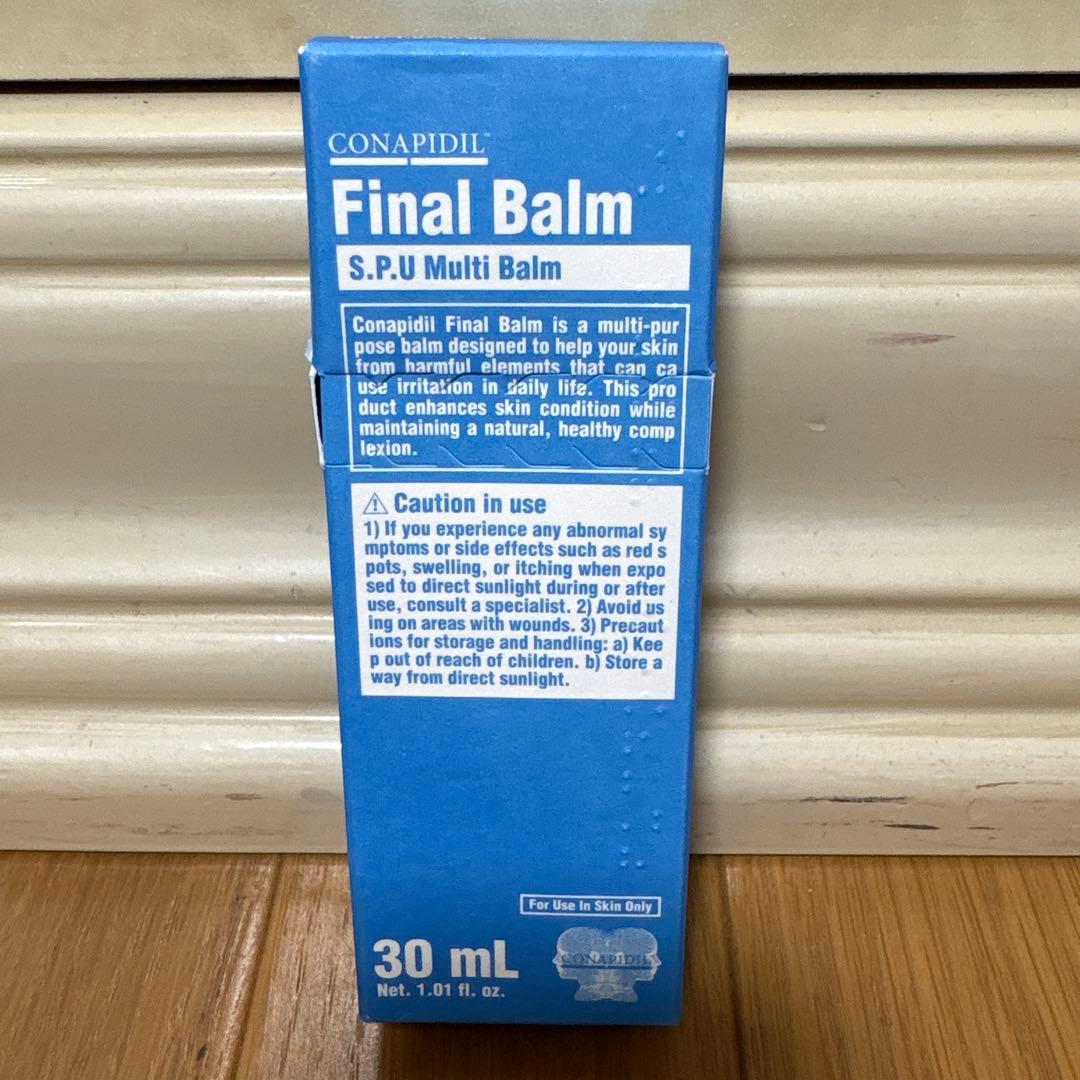 CONAPIDIL™
Final Balm
S.P.U Multi Balm
Conapidil Final Balm is a multi-pur
pose balm designed to help your skin
from harmful elements that can ca
use irritation in daily life. This pro
duct enhances skin condition while
maintaining a natural, healthy comp
lexion.
Caution in use
1) If you experience any abnormal sy
mptoms or side effects such as red s
pots, swelling, or itching when expo
sed to direct sunlight during or after
use, consult a specialist. 2) Avoid us
ing on areas with wounds. 3) Precaut
ions for storage and handling: a) Kee
p out of reach of children. b) Store a
way from direct sunlight.
For Use In Skin Only
30 mL
Net. 1.01 fl. oz.
CONAPIDIL